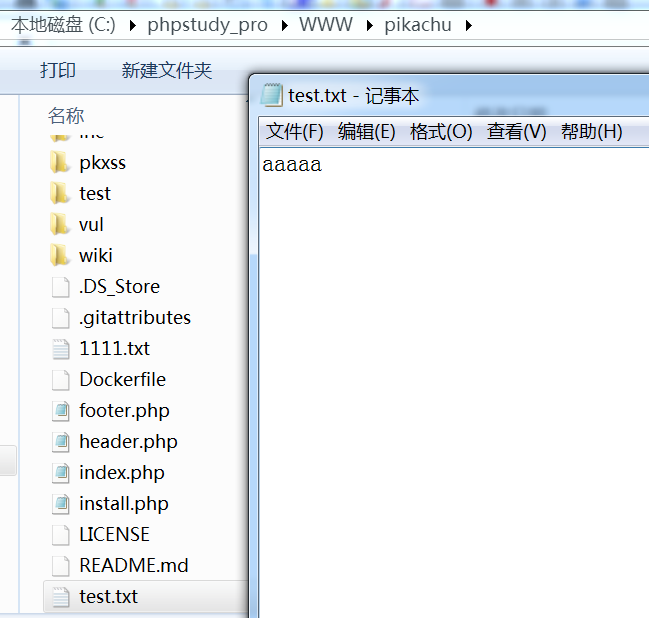 本地磁盘 (C:) ▸ phpstudy_pro ▸ WWW ▸ pikachu ▸
打印 新建文件夹
名称
inc
pkxss
test
vul
wiki
.DS_Store
.gitattributes
1111.txt
Dockerfile
footer.php
header.php
index.php
install.php
LICENSE
README.md
test.txt
test.txt - 记事本
文件(F) 编辑(E) 格式(O) 查看(V) 帮助(H)
aaaaa